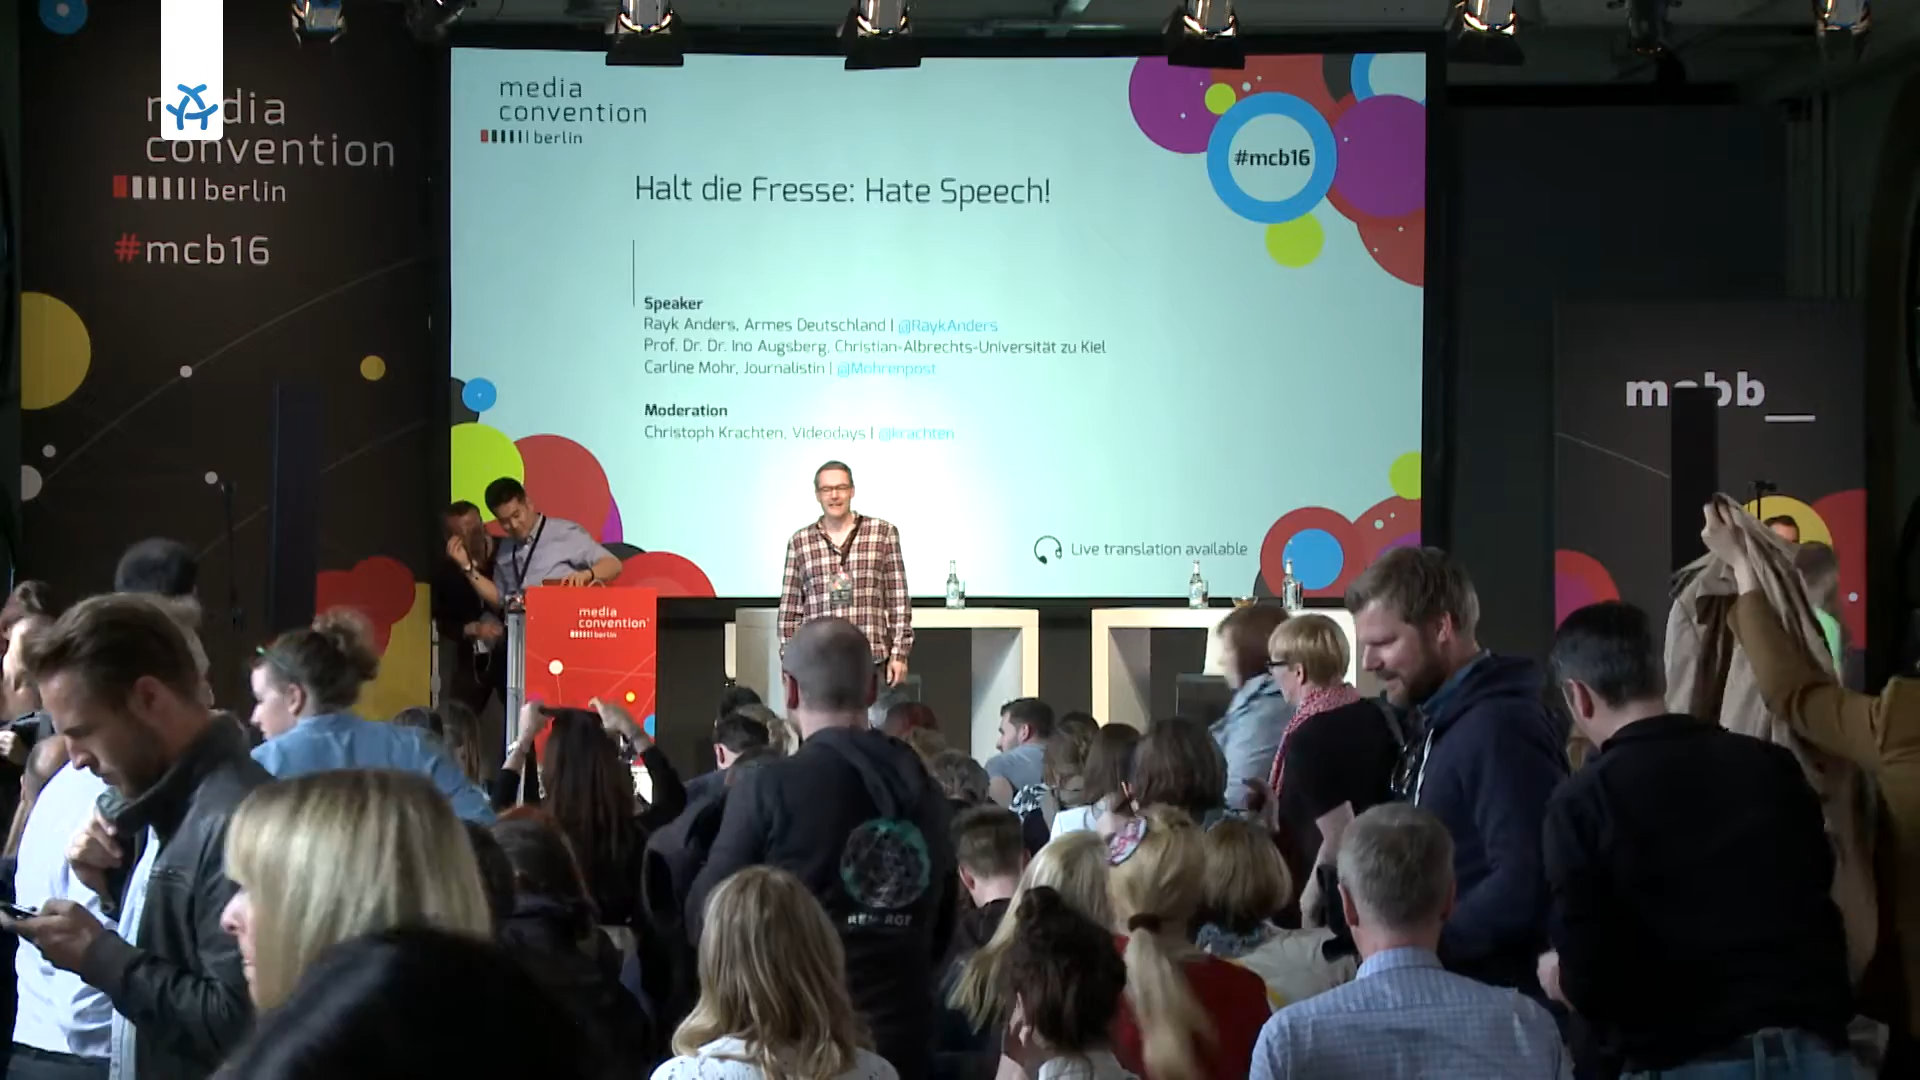 media
convention
berlin
#mcb16
media
convention
berlin
#mcb16
Halt die Fresse: Hate Speech!
Speaker
Rayk Anders, Armes Deutschland | @RaykAnders
Prof. Dr. Dr. Ino Augsberg, Christian-Albrechts-Universität zu Kiel
Carline Mohr, Journalistin | @Mohrenpost
Moderation
Christoph Krachten, Videodays | @krachten
Live translation available
media
convention
berlin